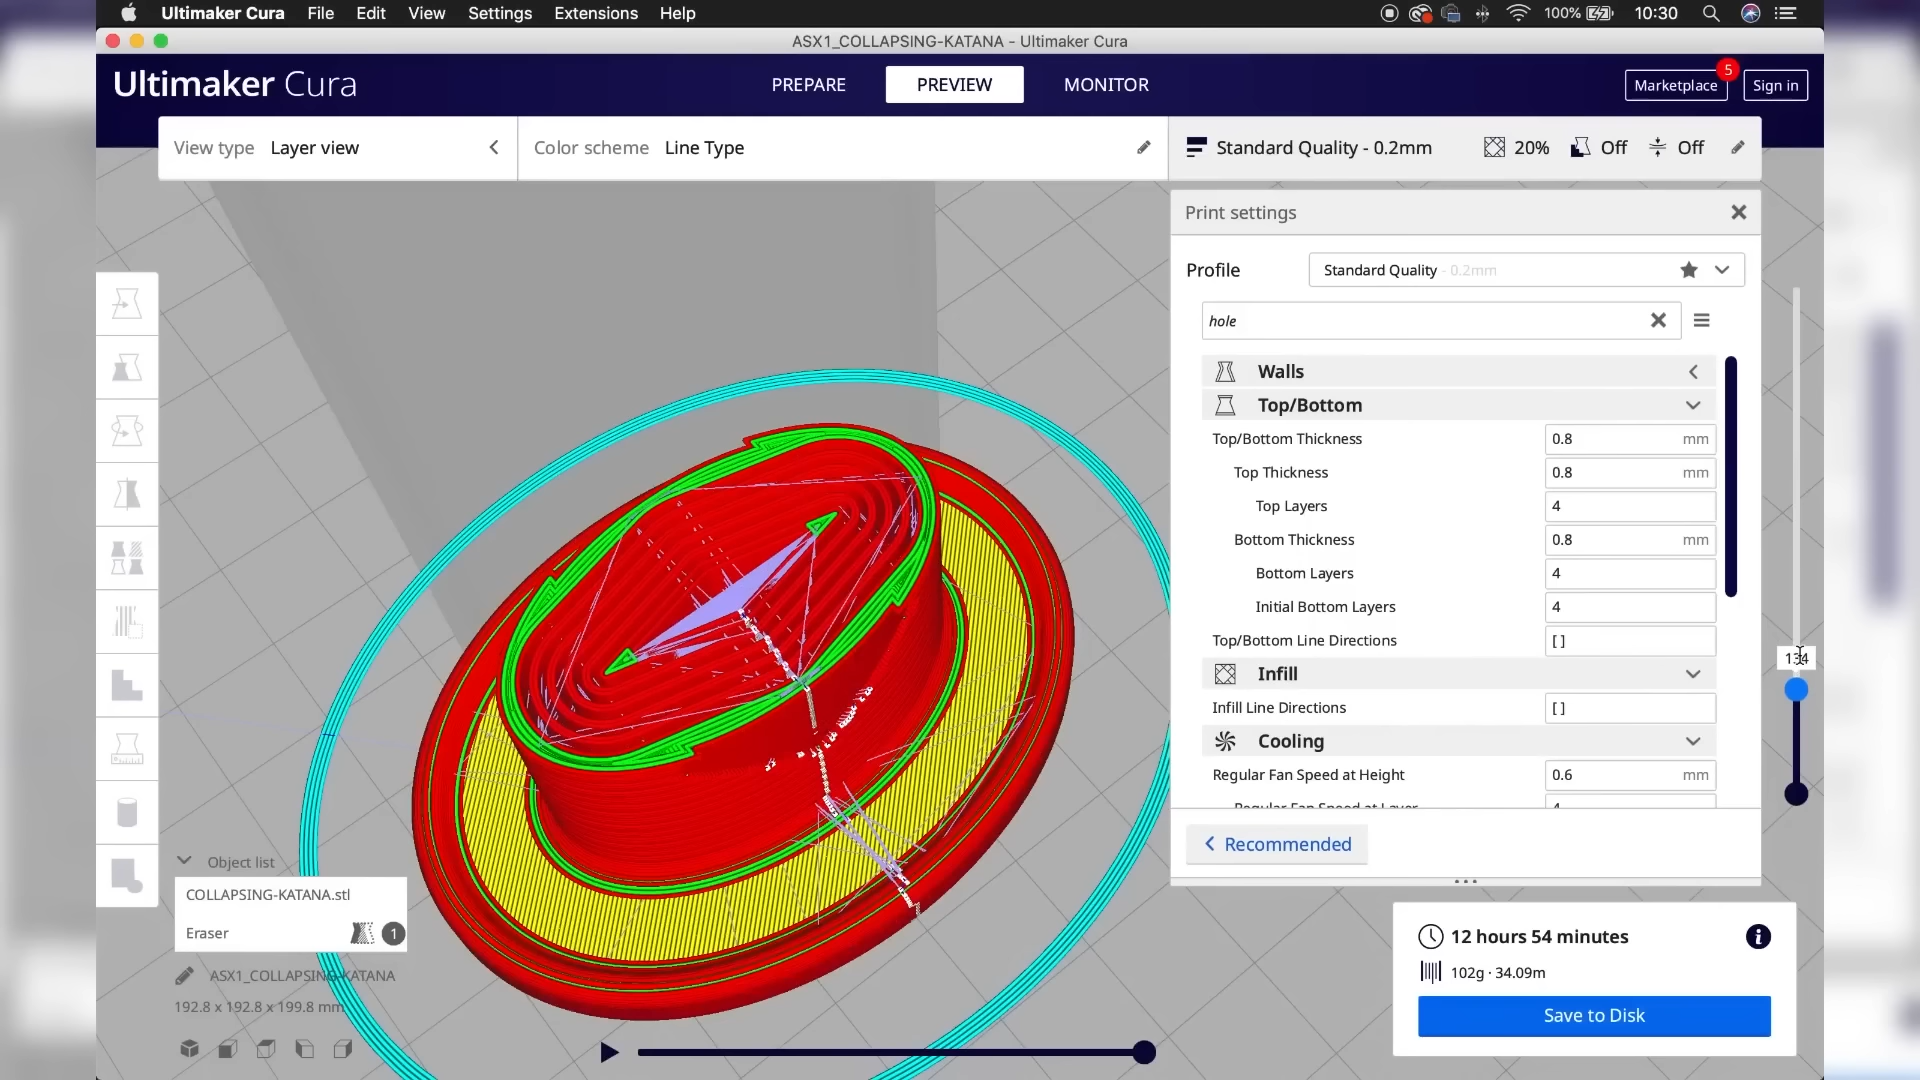 Ultimaker Cura File Edit View Settings Extensions Help 100% 10:30
ASX1_COLLAPSING-KATANA - Ultimaker Cura
Ultimaker Cura PREPARE PREVIEW MONITOR Marketplace 5 Sign in
View type Layer view Color scheme Line Type Standard Quality - 0.2mm 20% Off Off
Print settings
Profile Standard Quality - 0.2mm
hole
Walls
Top/Bottom
Top/Bottom Thickness 0.8 mm
Top Thickness 0.8 mm
Top Layers 4
Bottom Thickness 0.8 mm
Bottom Layers 4
Initial Bottom Layers 4
Top/Bottom Line Directions [ ]
Infill
Infill Line Directions [ ]
Cooling
Regular Fan Speed at Height 0.6 mm
Regular Fan Speed at Layer 4
Recommended
Object list
COLLAPSING-KATANA.stl
Eraser 1
ASX1_COLLAPSING-KATANA
192.8 x 192.8 x 199.8 mm
12 hours 54 minutes
102g · 34.09m
Save to Disk